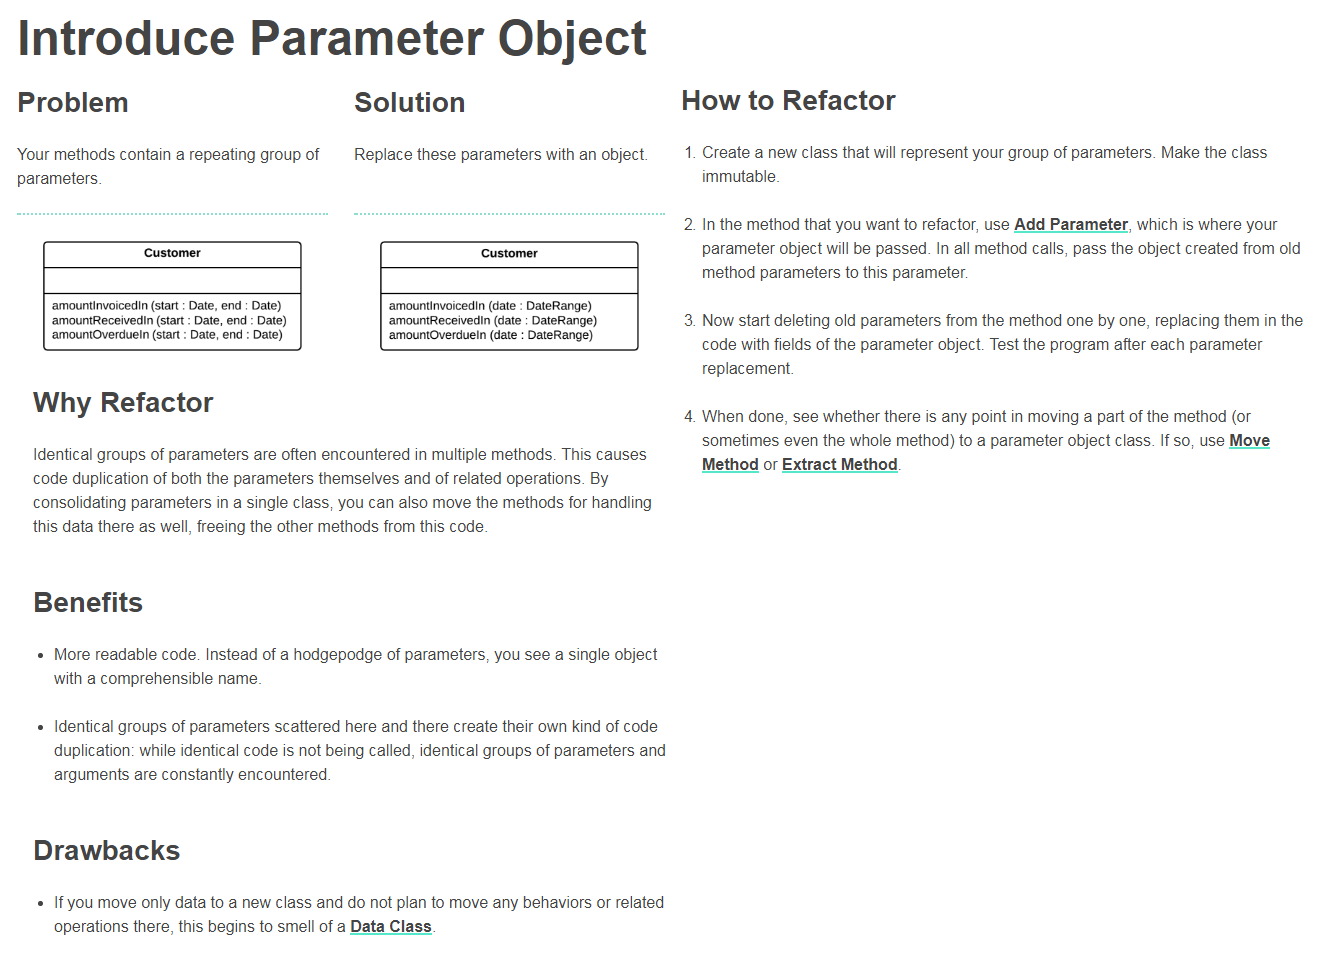 Introduce Parameter Object
Problem
Your methods contain a repeating group of
parameters.
Customer
amountInvoicedIn (start : Date, end : Date)
amountReceivedIn (start : Date, end : Date)
amountOverdueIn (start : Date, end : Date)
Solution
Replace these parameters with an object.
Customer
amountInvoicedIn (date : DateRange)
amountReceivedIn (date : DateRange)
amountOverdueIn (date : DateRange)
Why Refactor
Identical groups of parameters are often encountered in multiple methods. This causes
code duplication of both the parameters themselves and of related operations. By
consolidating parameters in a single class, you can also move the methods for handling
this data there as well, freeing the other methods from this code.
Benefits
• More readable code. Instead of a hodgepodge of parameters, you see a single object
with a comprehensible name.
• Identical groups of parameters scattered here and there create their own kind of code
duplication: while identical code is not being called, identical groups of parameters and
arguments are constantly encountered.
Drawbacks
• If you move only data to a new class and do not plan to move any behaviors or related
operations there, this begins to smell of a Data Class.
How to Refactor
1. Create a new class that will represent your group of parameters. Make the class
immutable.
2. In the method that you want to refactor, use Add Parameter, which is where your
parameter object will be passed. In all method calls, pass the object created from old
method parameters to this parameter.
3. Now start deleting old parameters from the method one by one, replacing them in the
code with fields of the parameter object. Test the program after each parameter
replacement.
4. When done, see whether there is any point in moving a part of the method (or
sometimes even the whole method) to a parameter object class. If so, use Move
Method or Extract Method.